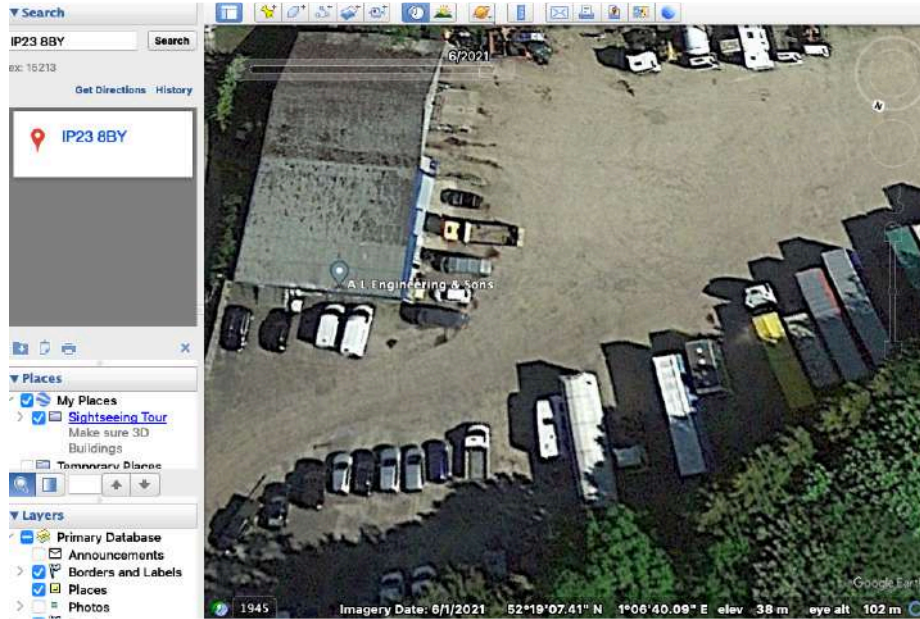 ▼ Search
IP23 8BY
Search
ex: 15213
Get Directions History
IP23 8BY
▼ Places
My Places
Sightseeing Tour
Make sure 3D
Buildings
Temporary Places
▼ Layers
Primary Database
Announcements
Borders and Labels
Places
Photos
6/2021
N
A L Engineering & Sons
Google Earth
1945
Imagery Date: 6/1/2021 52°19'07.41" N 1°06'40.09" E elev 38 m eye alt 102 m